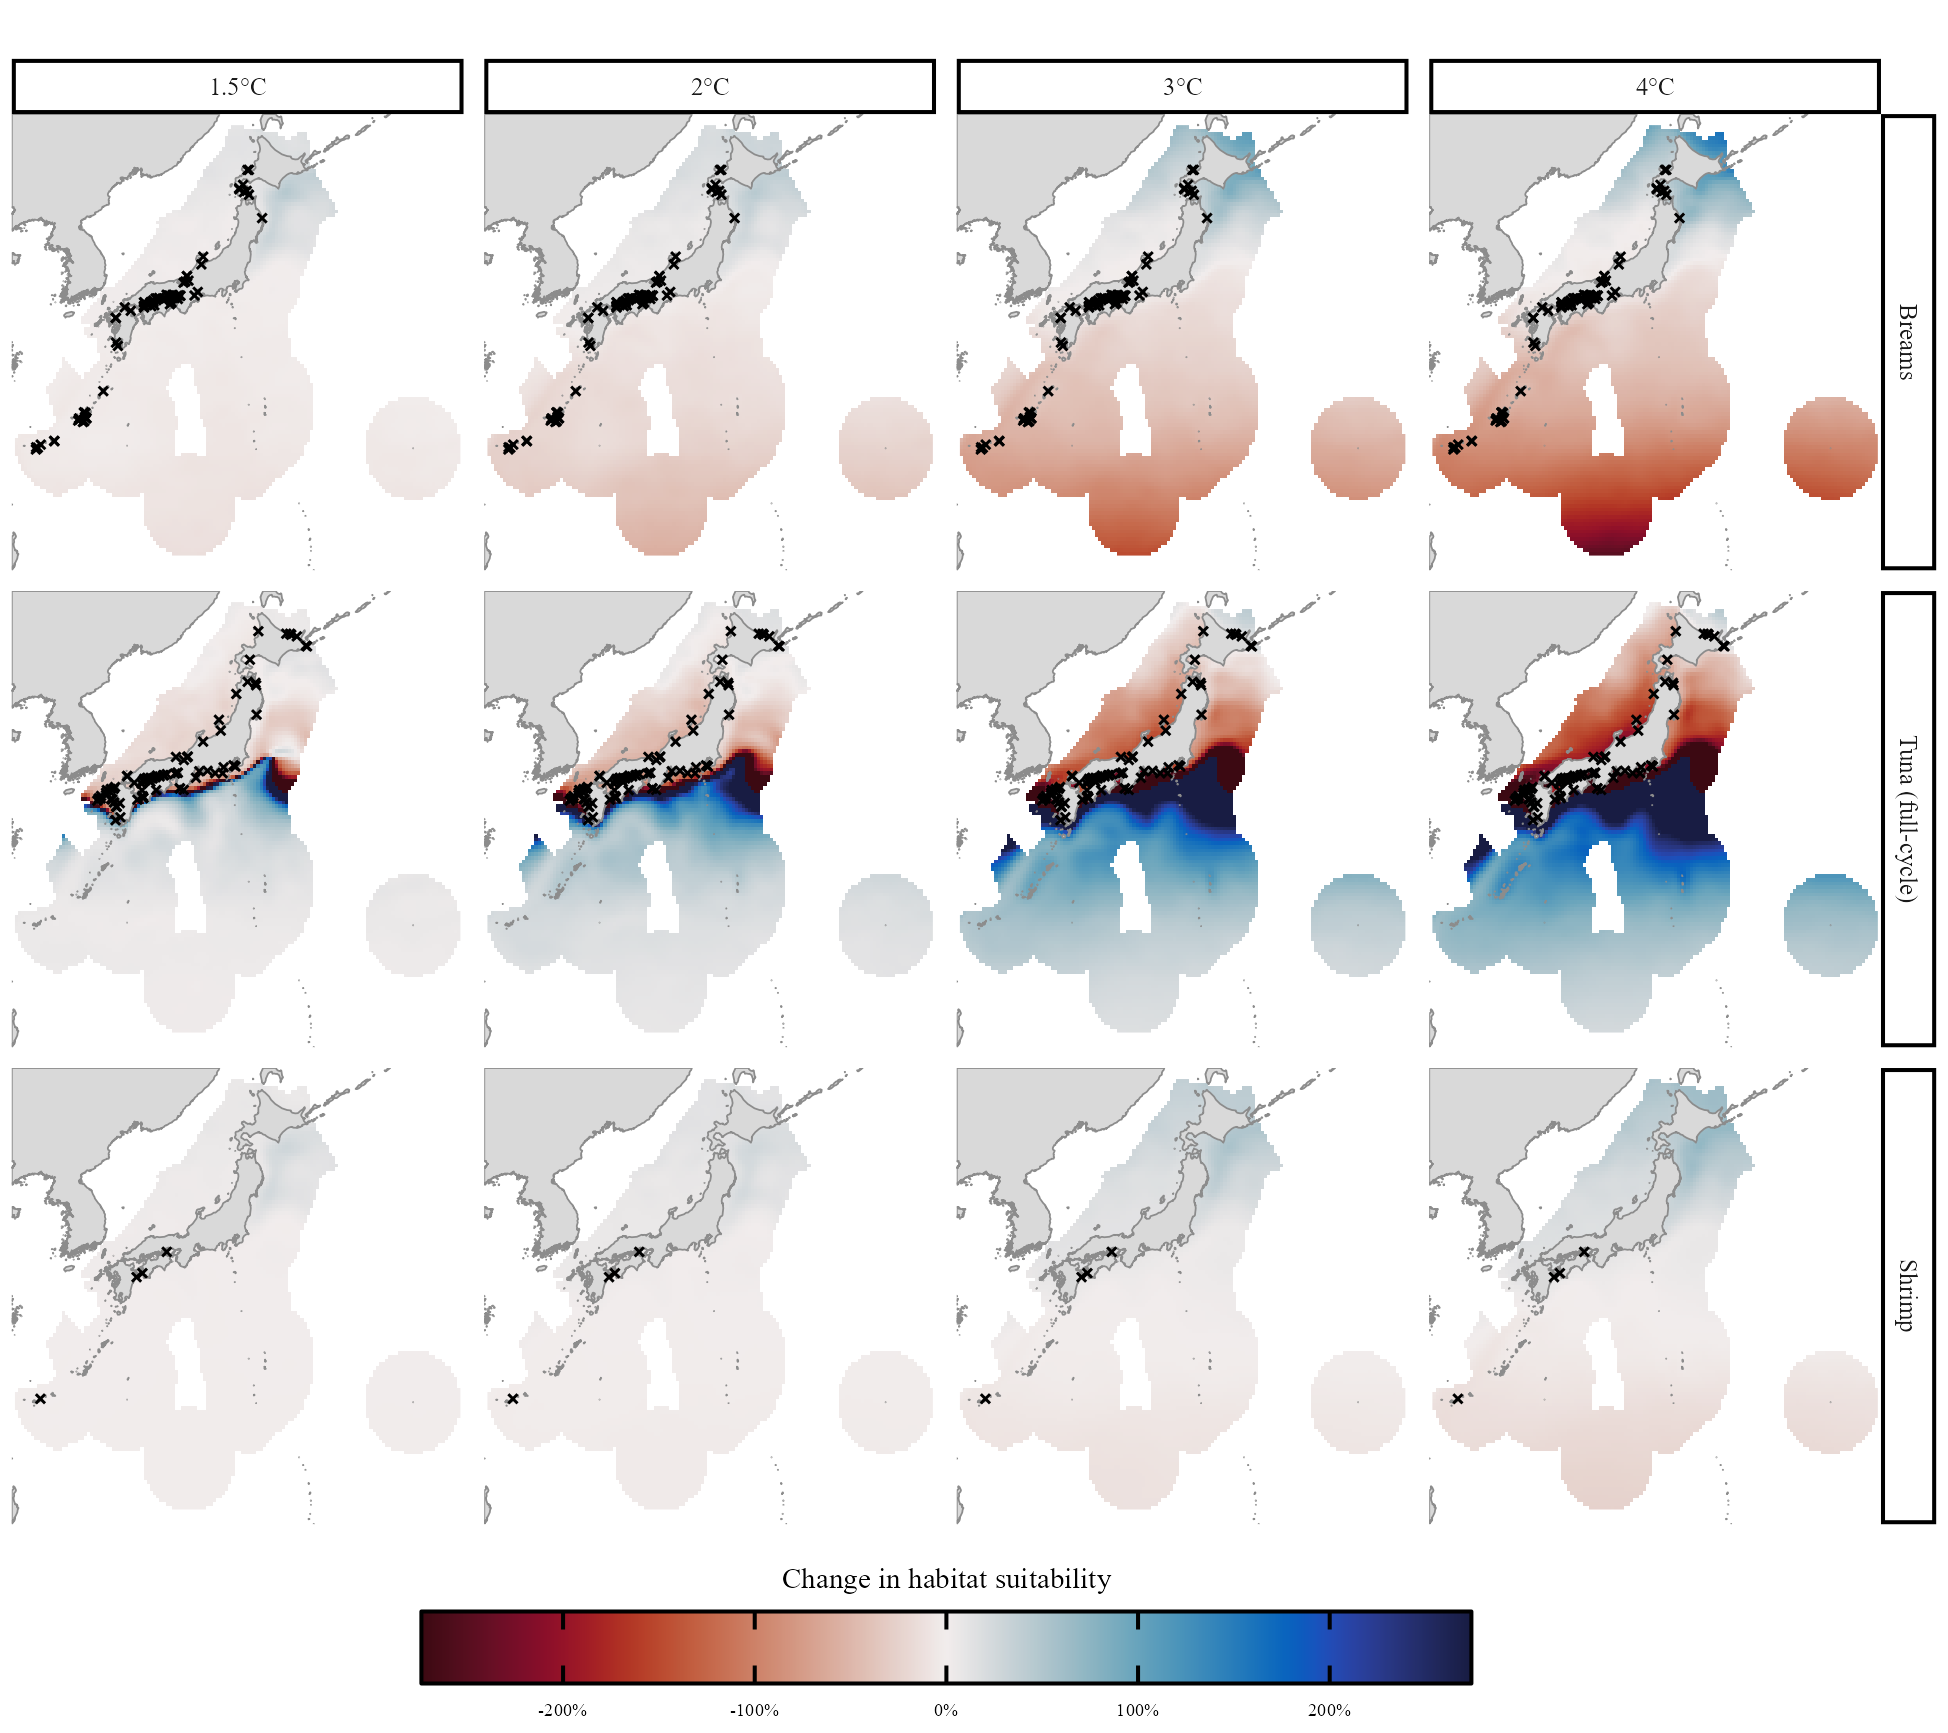 1.5°C
2°C
3°C
4°C
Breams
Tuna (full-cycle)
Shrimp
Change in habitat suitability
-200%
-100%
0%
100%
200%